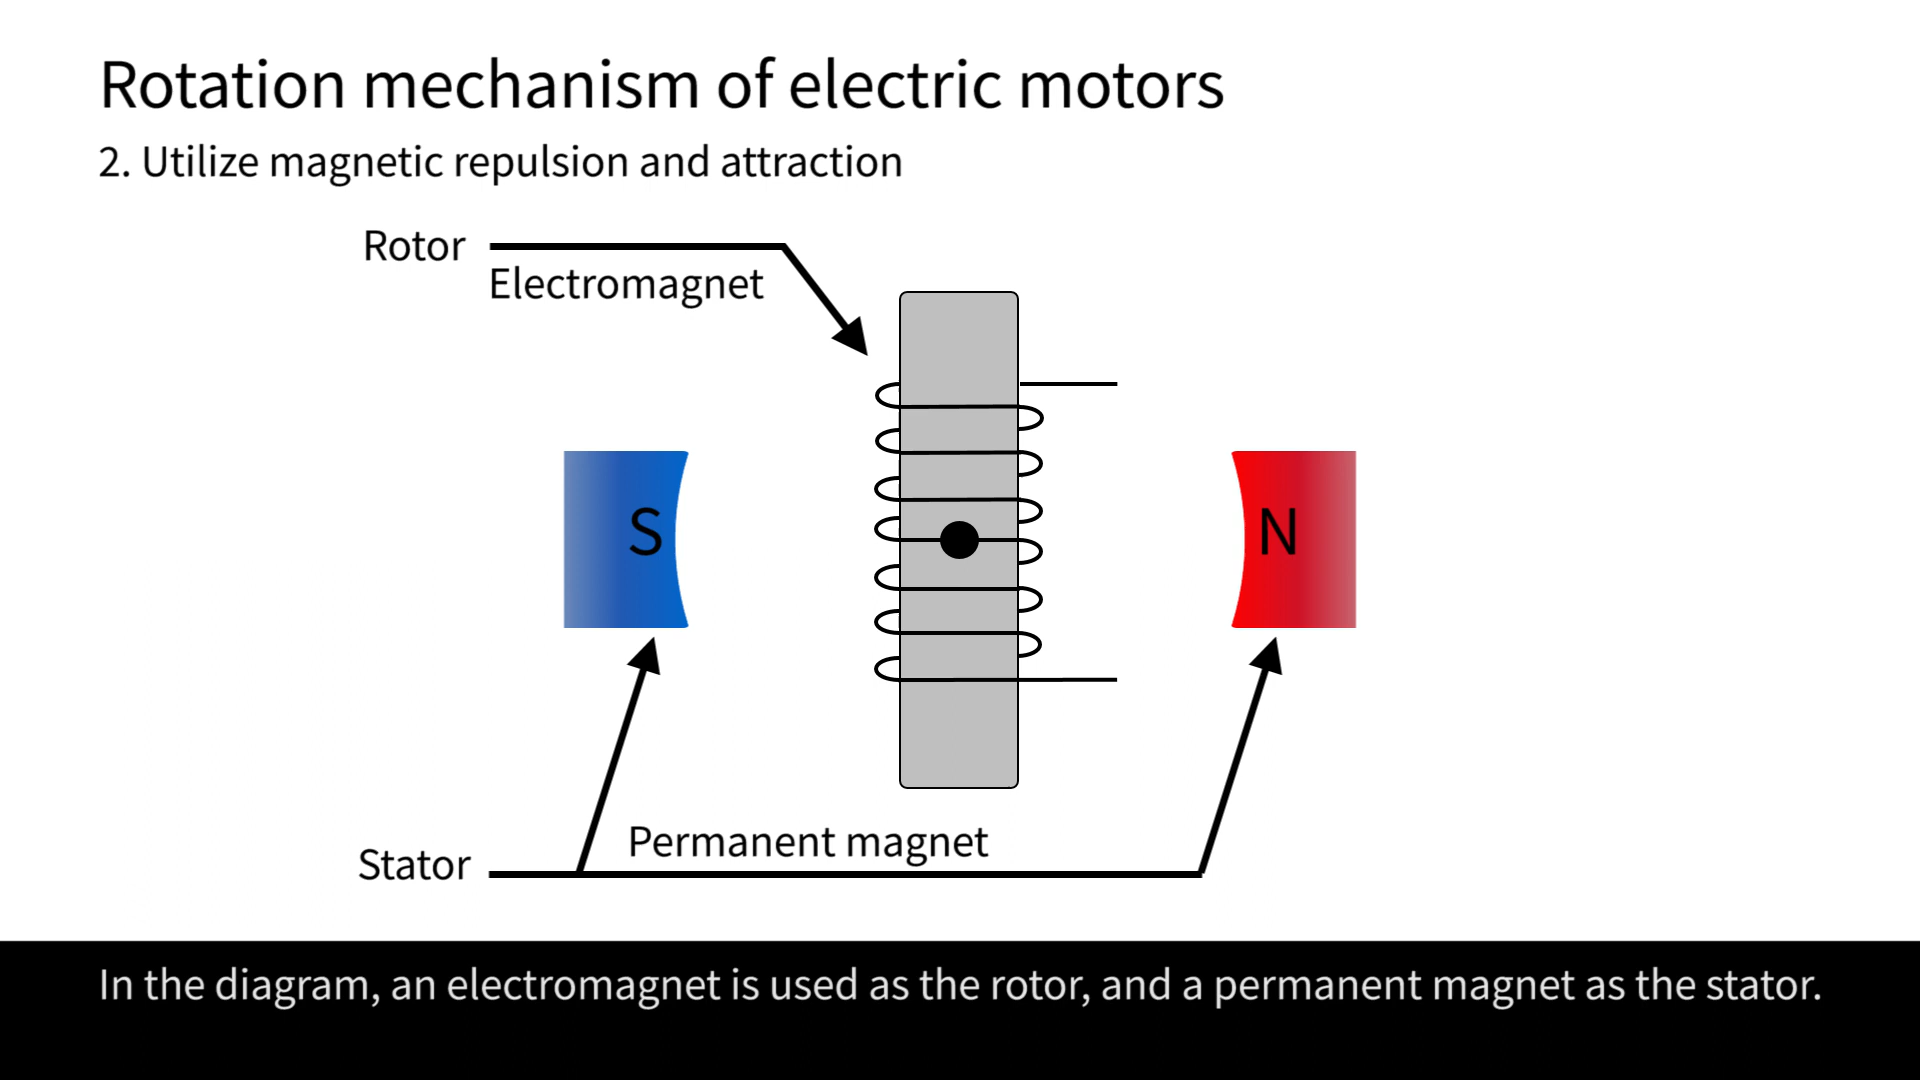 Rotation mechanism of electric motors
2. Utilize magnetic repulsion and attraction
Rotor
Electromagnet
S
N
Permanent magnet
Stator
In the diagram, an electromagnet is used as the rotor, and a permanent magnet as the stator.